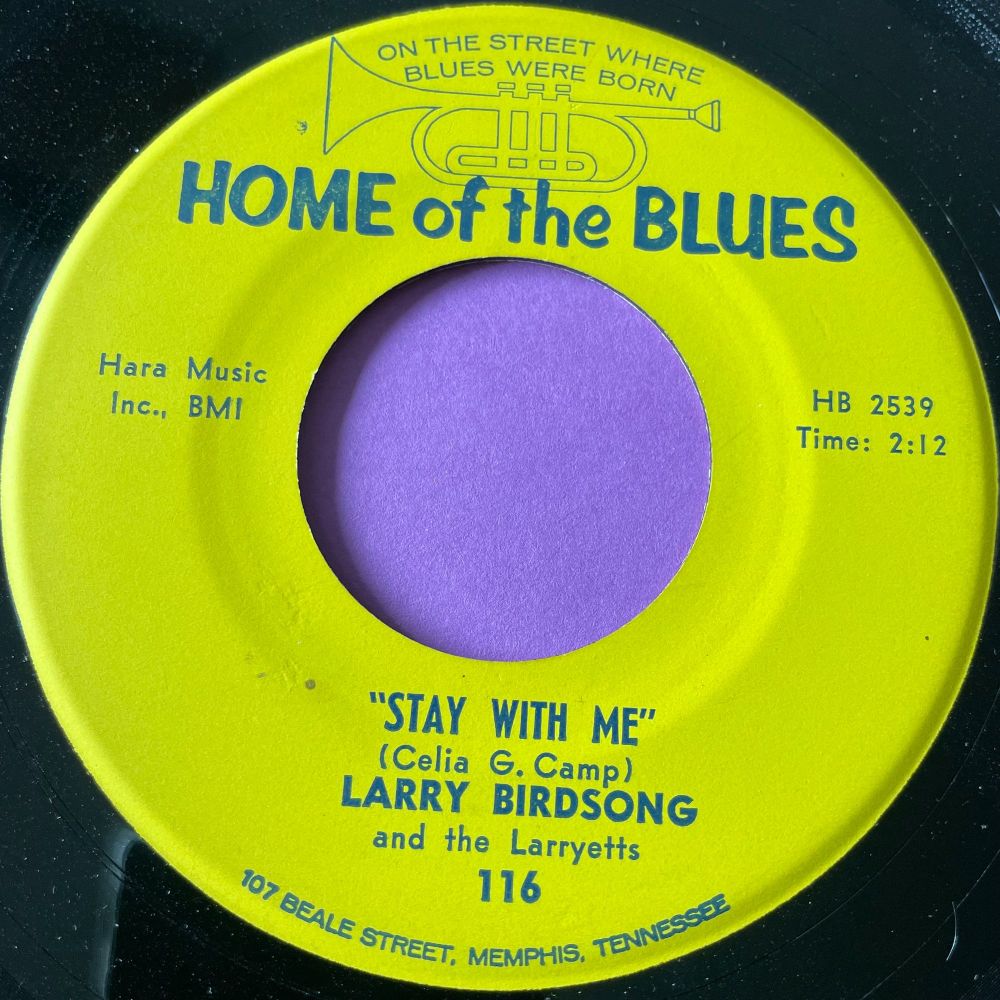 ON THE STREET WHERE
BLUES WERE BORN
HOME of the BLUES
Hara Music
Inc., BMI
HB 2539
Time: 2:12
"STAY WITH ME"
(Celia G. Camp)
LARRY BIRDSONG
and the Larryetts
116
107 BEALE STREET, MEMPHIS, TENNESSEE